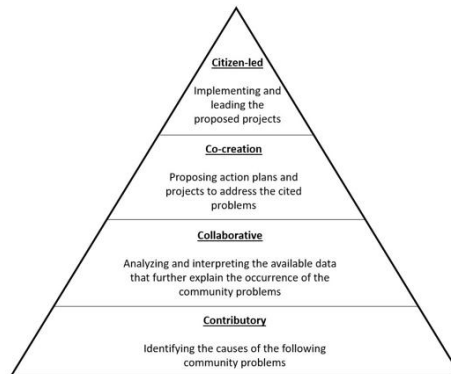 Citizen-led
Implementing and
leading the
proposed projects
Co-creation
Proposing action plans and
projects to address the cited
problems
Collaborative
Analyzing and interpreting the available data
that further explain the occurrence of the
community problems
Contributory
Identifying the causes of the following
community problems